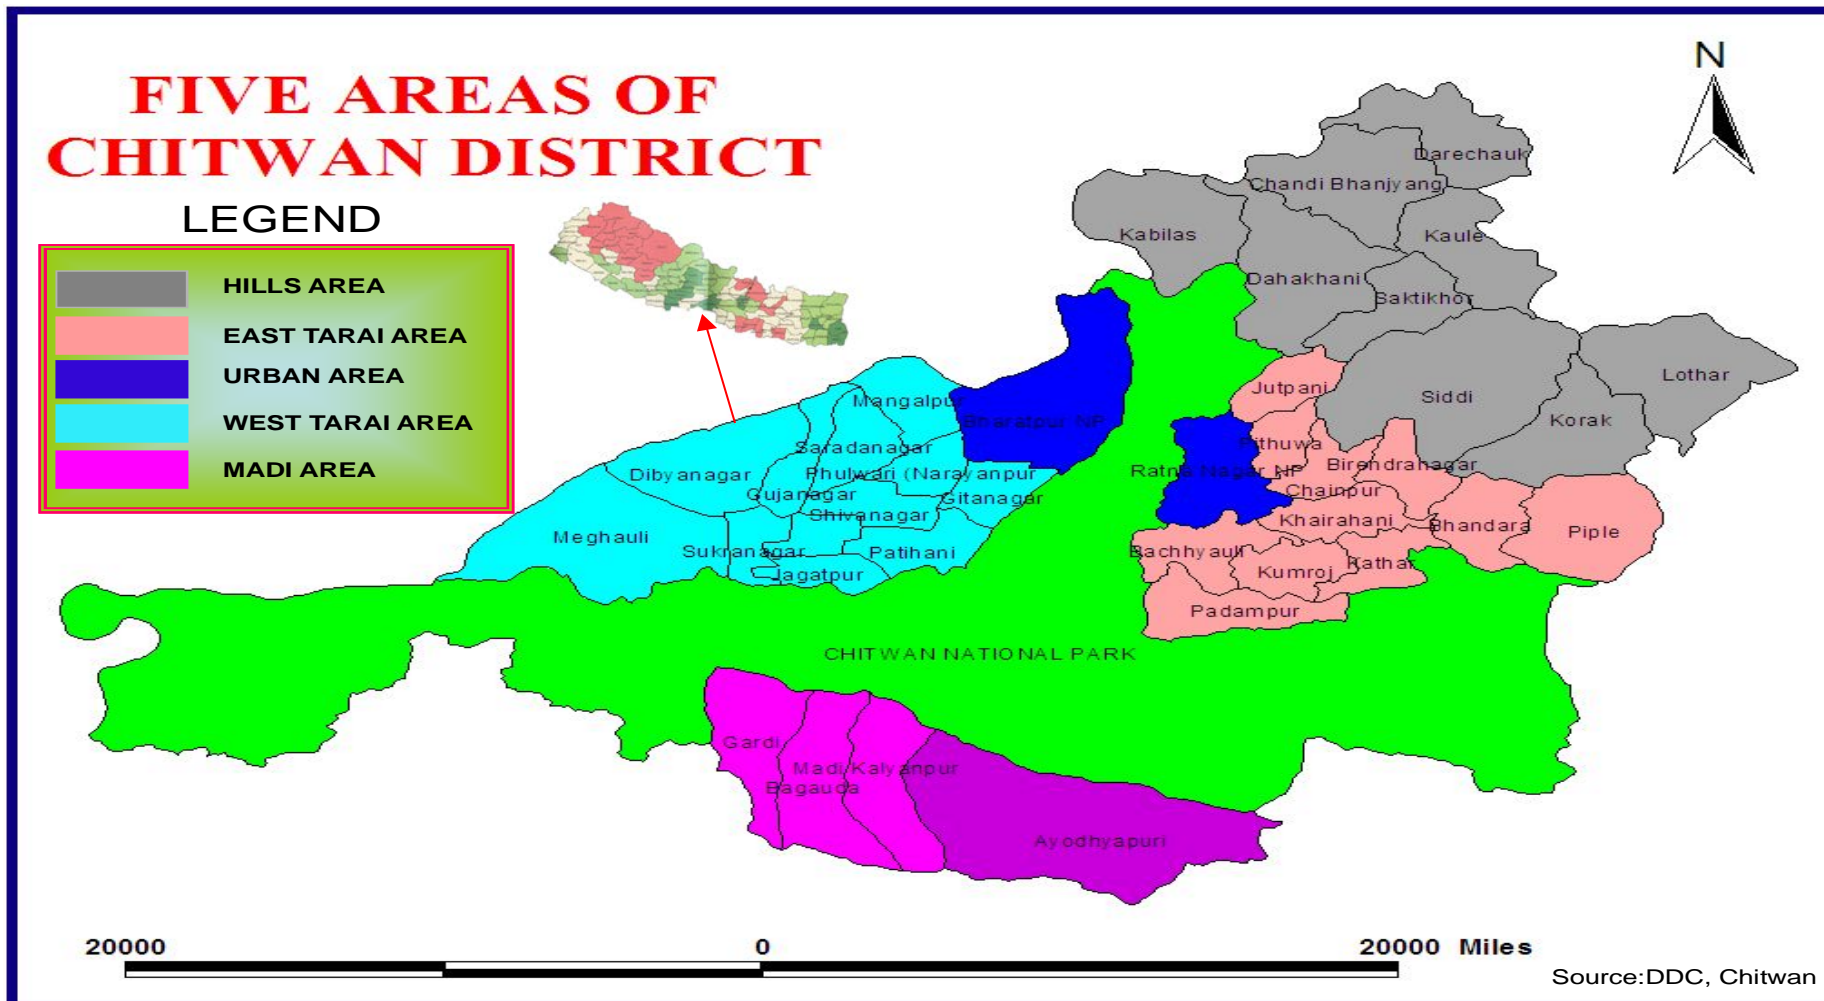 FIVE AREAS OF
CHITWAN DISTRICT
N
LEGEND
HILLS AREA
EAST TARAI AREA
URBAN AREA
WEST TARAI AREA
MADI AREA
Darechauk
Chandi Bhanjyang
Kabilas
Kaule
Dahakhani
Saktikhor
Lothar
Siddi
Korak
Jutpani
Mangalpur
Bharatpur NP
Saradanagar
Pithuwa
Birendranagar
Ratna Nagar NP
Dibyanagar
Phulwari (Narayanpur
Gujanagar
Gitanagar
Chainpur
Shivanagar
Khairahani
Bhandara
Piple
Meghauli
Sukranagar
Patihani
Bachhyauli
Jagatpur
Kumroj
Kathar
Padampur
CHITWAN NATIONAL PARK
Gardi
Madi Kalyanpur
Bagauda
Ayodhyapuri
20000 0 20000 Miles
Source:DDC, Chitwan